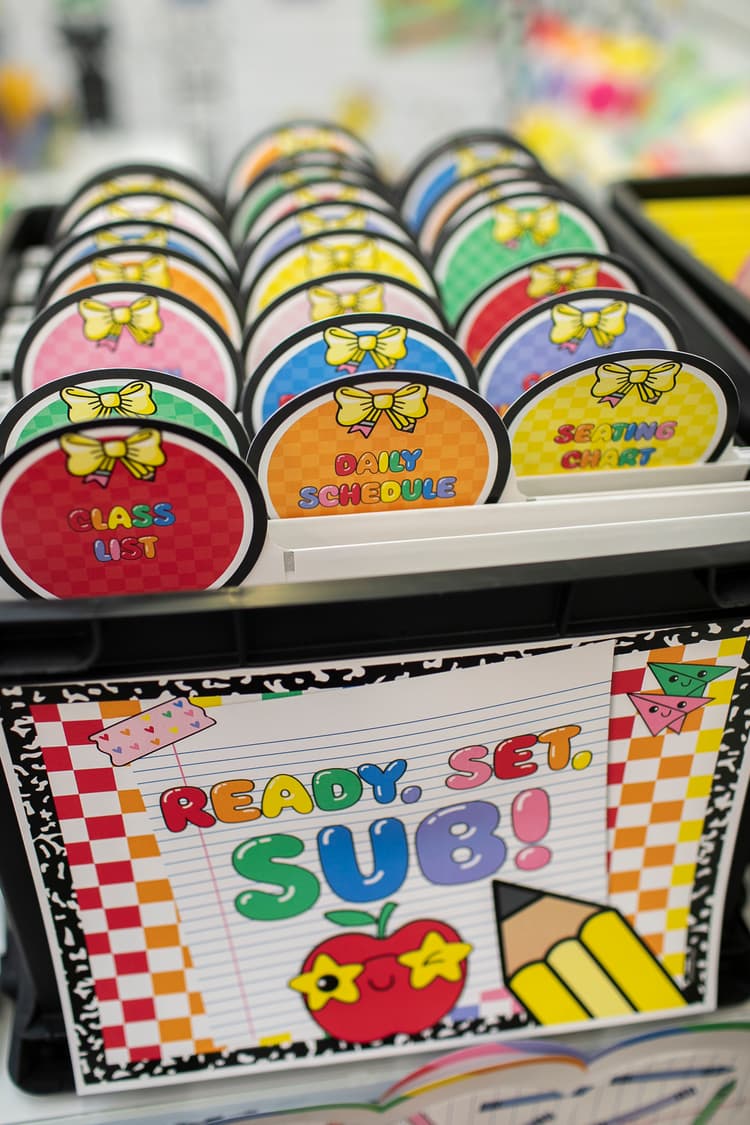 CLASS
LIST
DAILY
SCHEDULE
SEATING
CHART
READY, SET,
SUB!